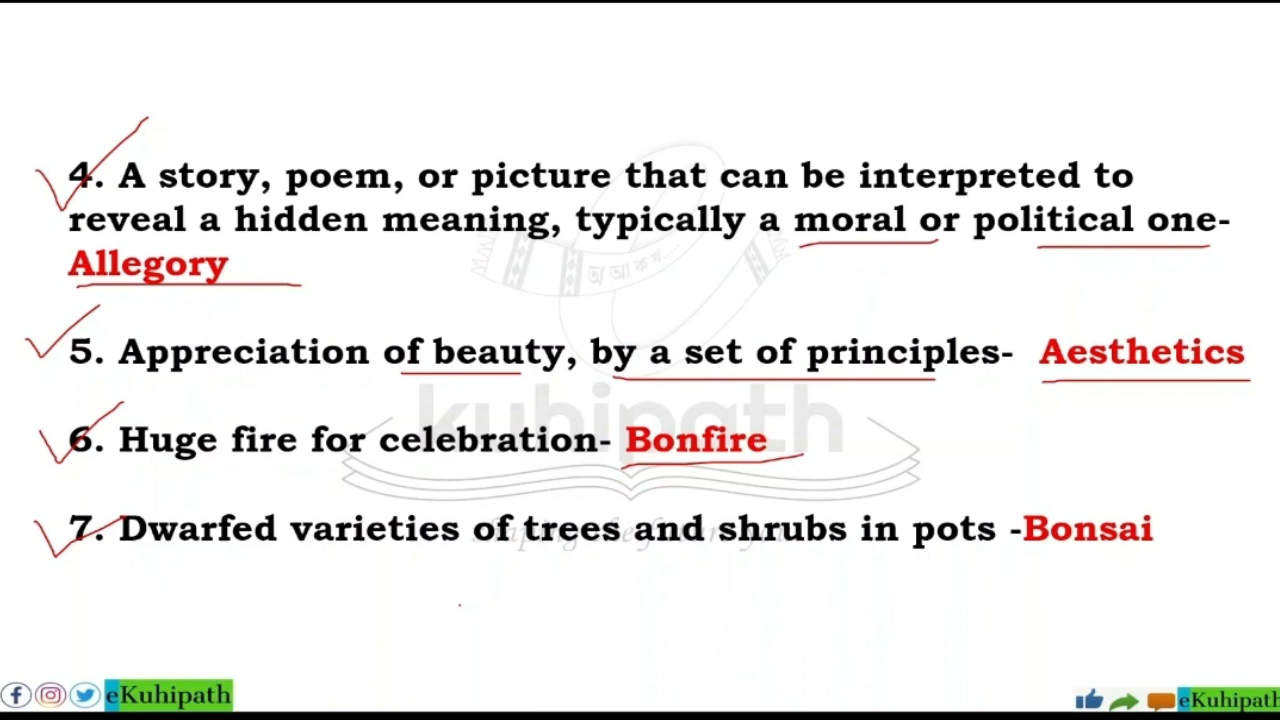 4. A story, poem, or picture that can be interpreted to
reveal a hidden meaning, typically a moral or political one-
Allegory
অ আ ক খ....
5. Appreciation of beauty, by a set of principles- Aesthetics
kuhipath
6. Huge fire for celebration- Bonfire
7. Dwarfed varieties of trees and shrubs in pots -Bonsai
eKuhipath
eKuhipath